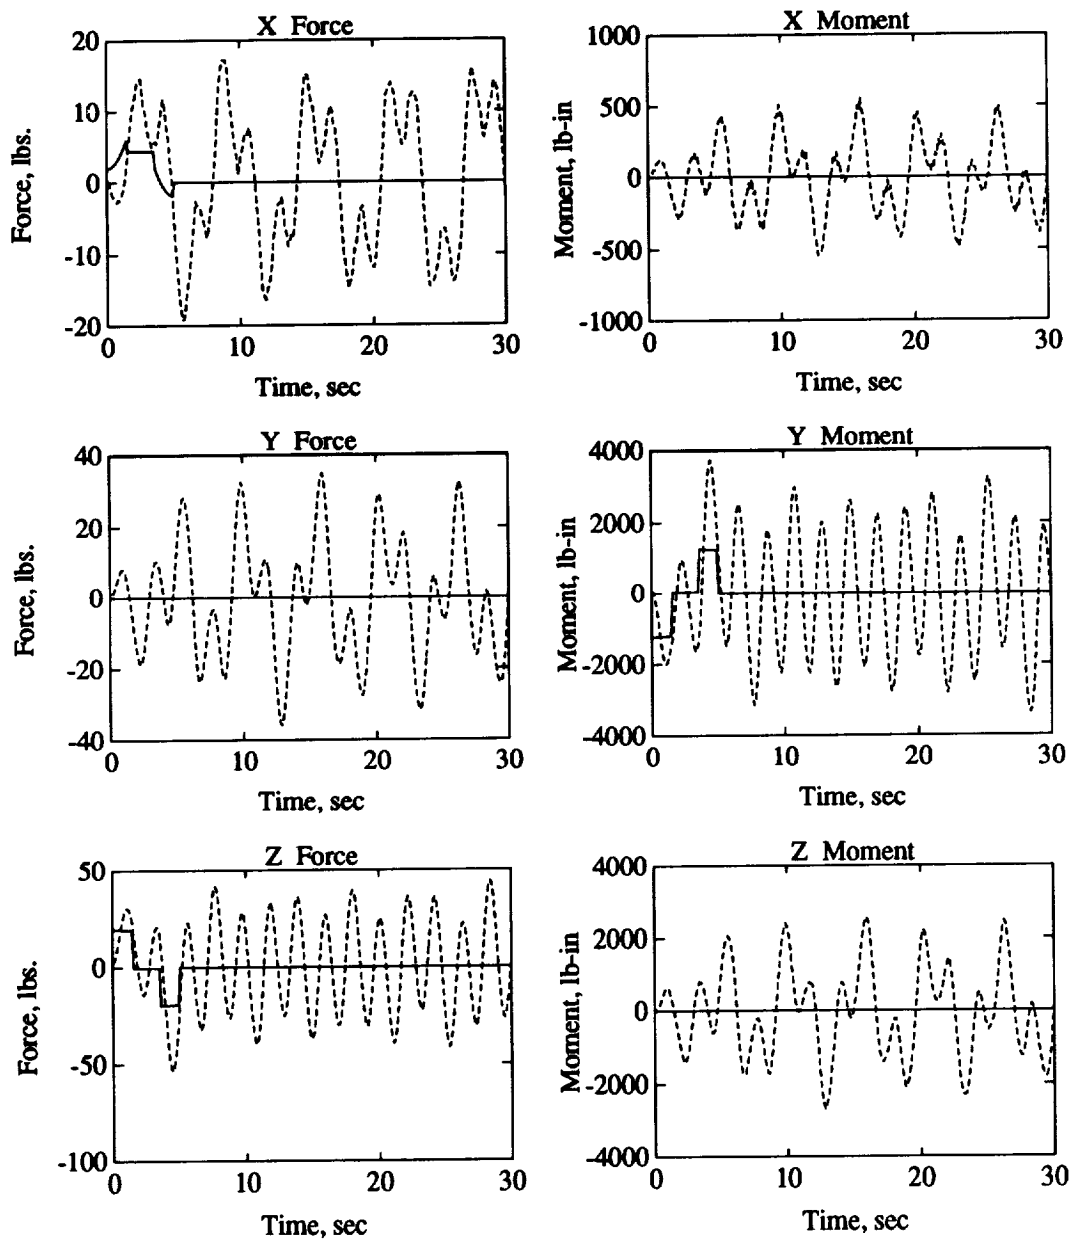 X Force
20
10
0
-10
-20
Force, lbs.
0 10 20 30
Time, sec
X Moment
1000
500
0
-500
-1000
Moment, lb-in
0 10 20 30
Time, sec
Y Force
40
20
0
-20
-40
Force, lbs.
0 10 20 30
Time, sec
Y Moment
4000
2000
0
-2000
-4000
Moment, lb-in
0 10 20 30
Time, sec
Z Force
50
0
-50
-100
Force, lbs.
0 10 20 30
Time, sec
Z Moment
4000
2000
0
-2000
-4000
Moment, lb-in
0 10 20 30
Time, sec